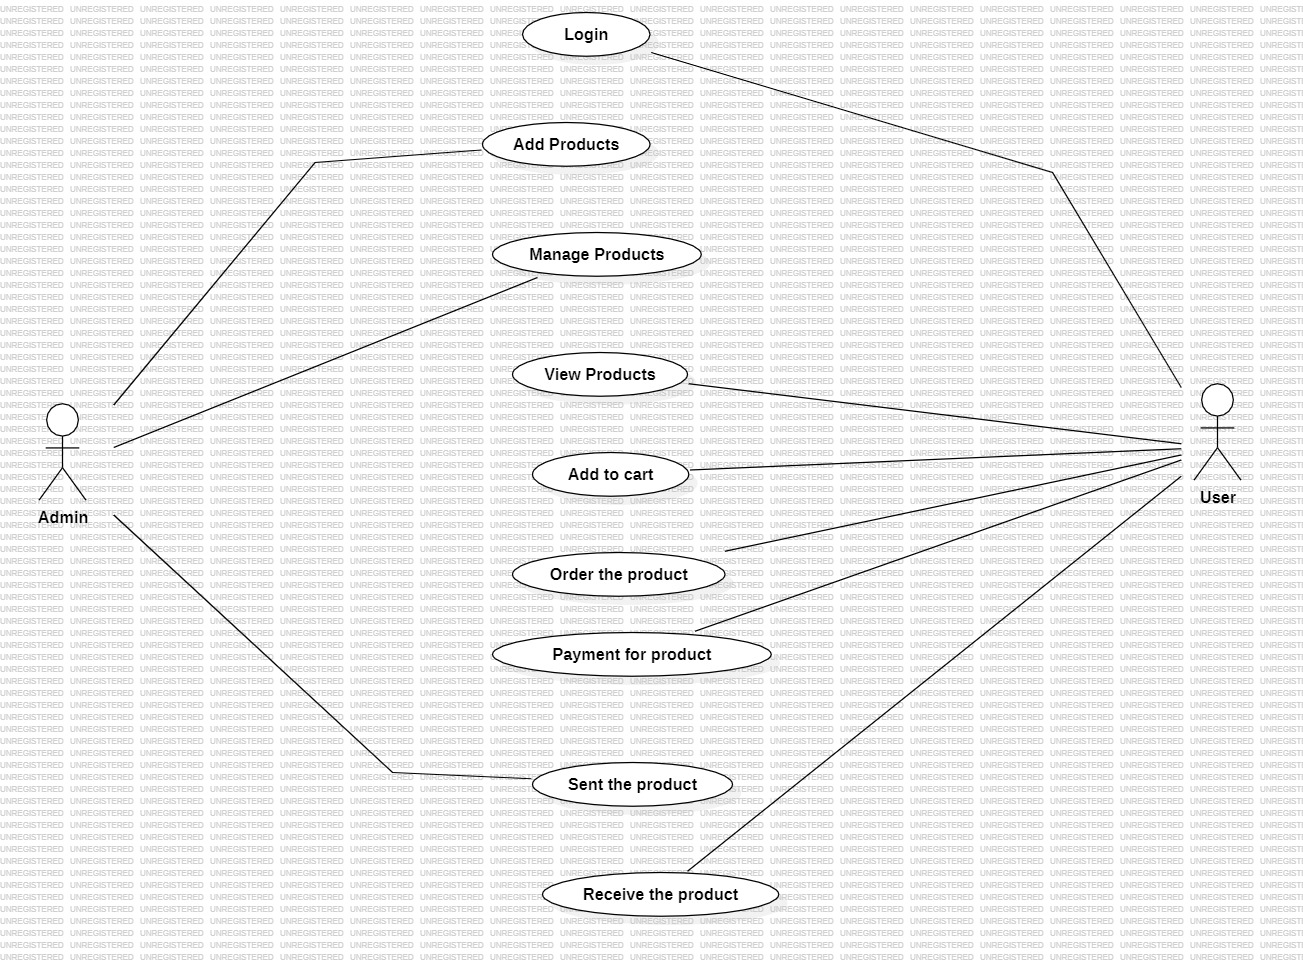 Login
Add Products
Manage Products
View Products
Add to cart
Admin
User
Order the product
Payment for product
Sent the product
Receive the product
UNREGISTERED